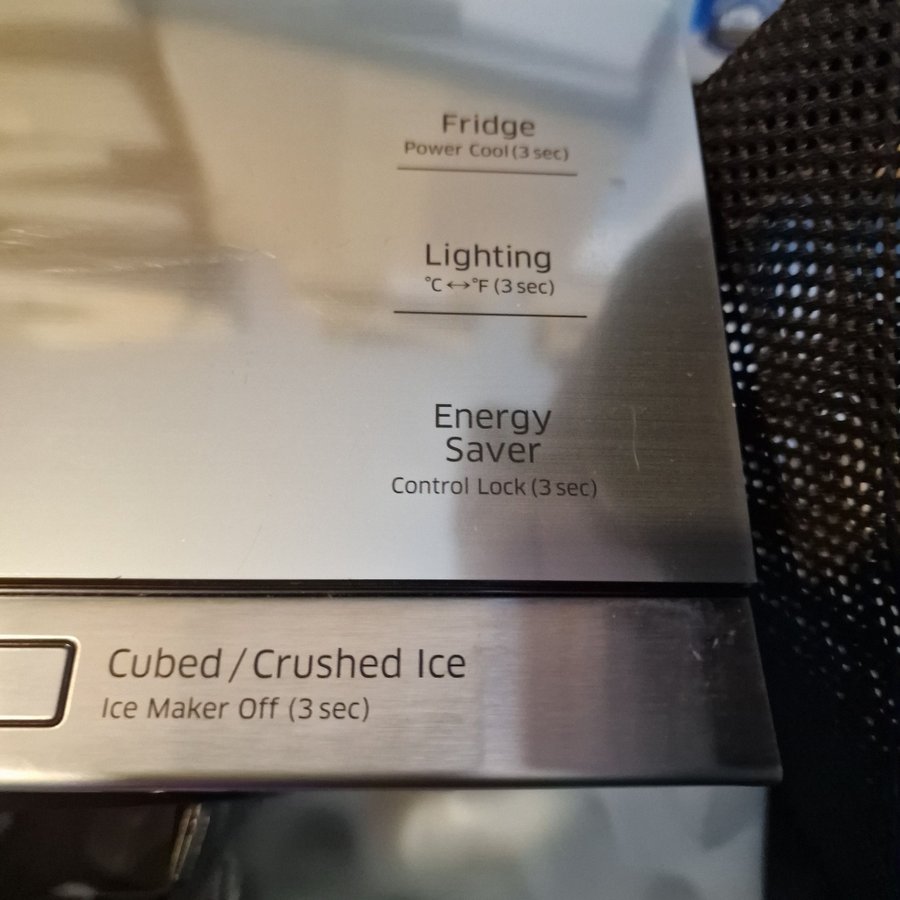 Fridge
Power Cool (3 sec)
Lighting
°C ↔ °F (3 sec)
Energy
Saver
Control Lock (3 sec)
Cubed / Crushed Ice
Ice Maker Off (3 sec)